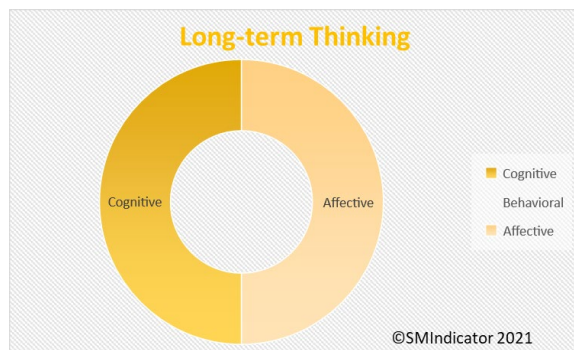 Long-term Thinking
Cognitive
Affective
Cognitive
Behavioral
Affective
©SMIndicator 2021